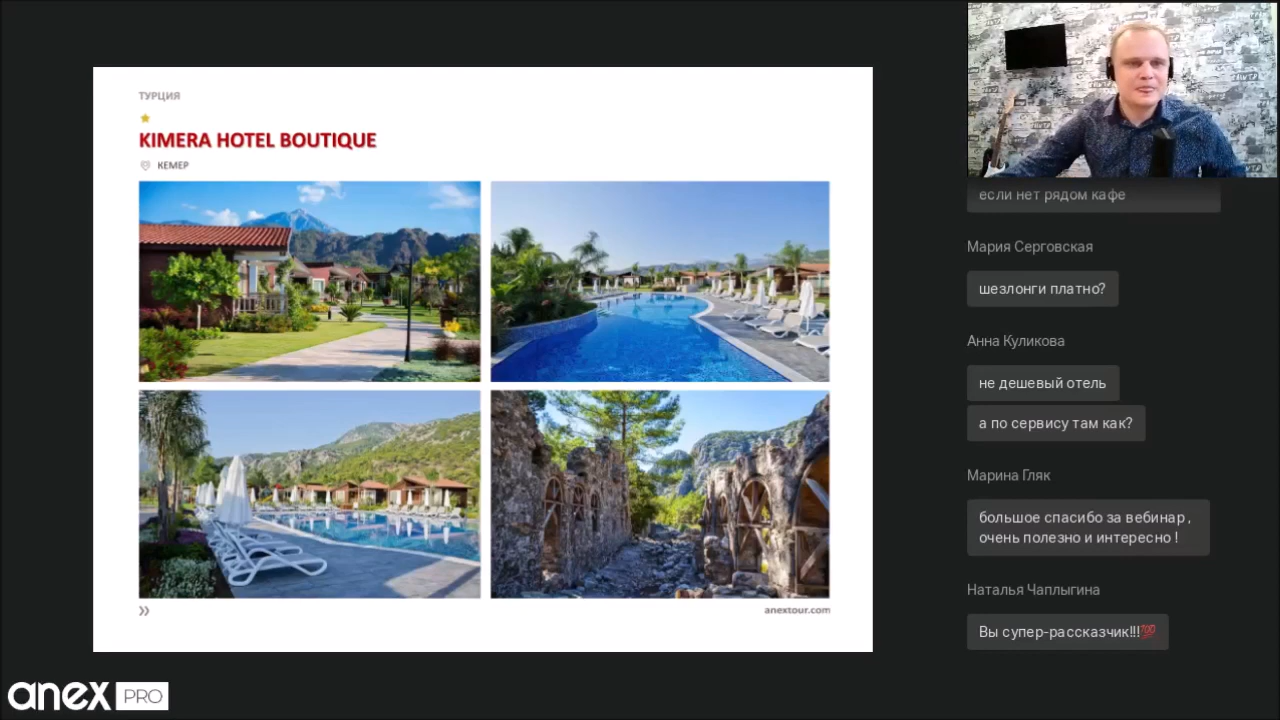 ТУРЦИЯ
KIMERA HOTEL BOUTIQUE
КЕМЕР
»
anextour.com
anex PRO
если нет рядом кафе
Мария Серговская
шезлонги платно?
Анна Куликова
не дешевый отель
а по сервису там как?
Марина Гляк
большое спасибо за вебинар ,
очень полезно и интересно !
Наталья Чаплыгина
Вы супер-рассказчик!!!💯